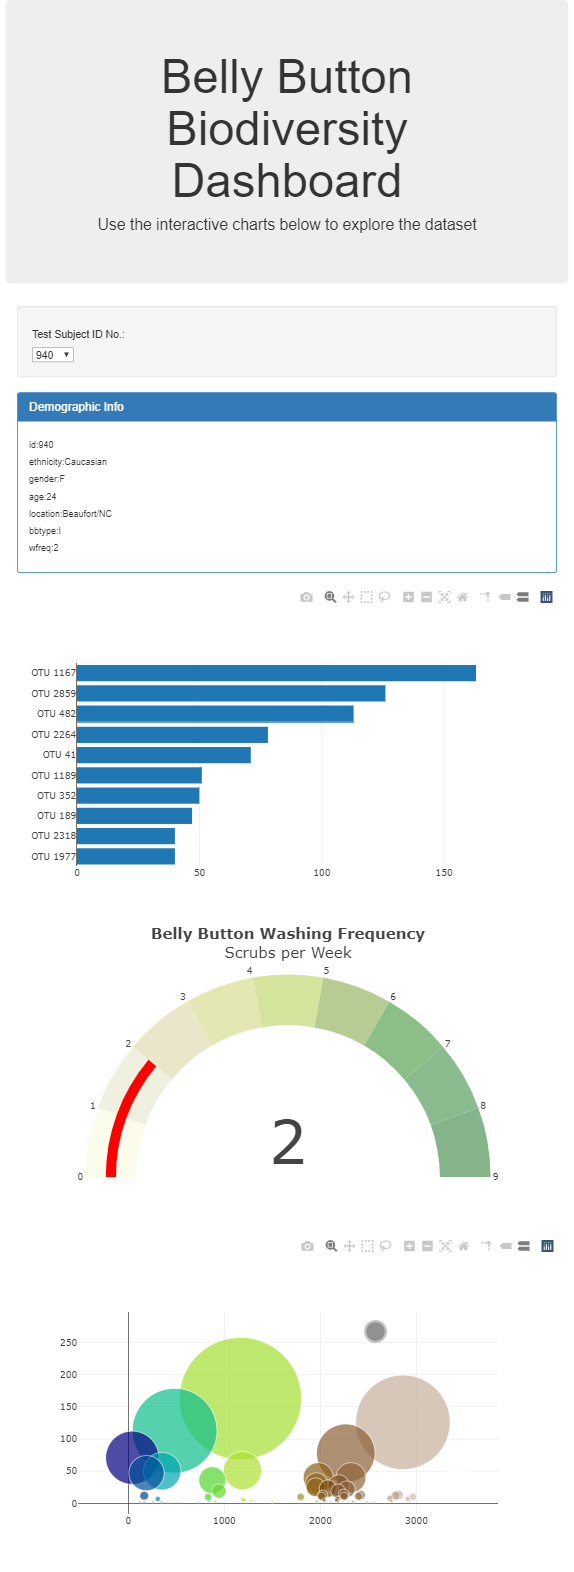 Belly Button
Biodiversity
Dashboard
Use the interactive charts below to explore the dataset
Test Subject ID No.:
940
Demographic Info
id:940
ethnicity:Caucasian
gender:F
age:24
location:Beaufort/NC
bbtype:I
wfreq:2
OTU 1167
OTU 2859
OTU 482
OTU 2264
OTU 41
OTU 1189
OTU 352
OTU 189
OTU 2318
OTU 1977
0 50 100 150
Belly Button Washing Frequency
Scrubs per Week
0 1 2 3 4 5 6 7 8 9
2
250
200
150
100
50
0
0 1000 2000 3000